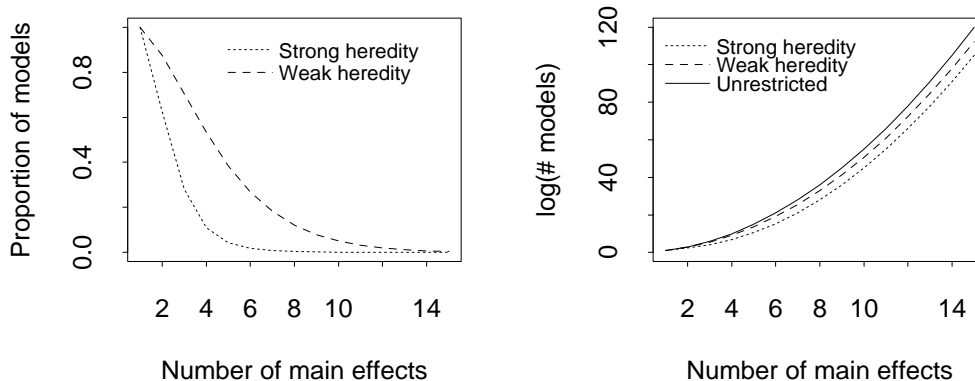 Proportion of models
0.0
0.4
0.8
Strong heredity
Weak heredity
2
4
6
8
10
14
Number of main effects
log(# models)
0
40
80
120
Strong heredity
Weak heredity
Unrestricted
2
4
6
8
10
14
Number of main effects